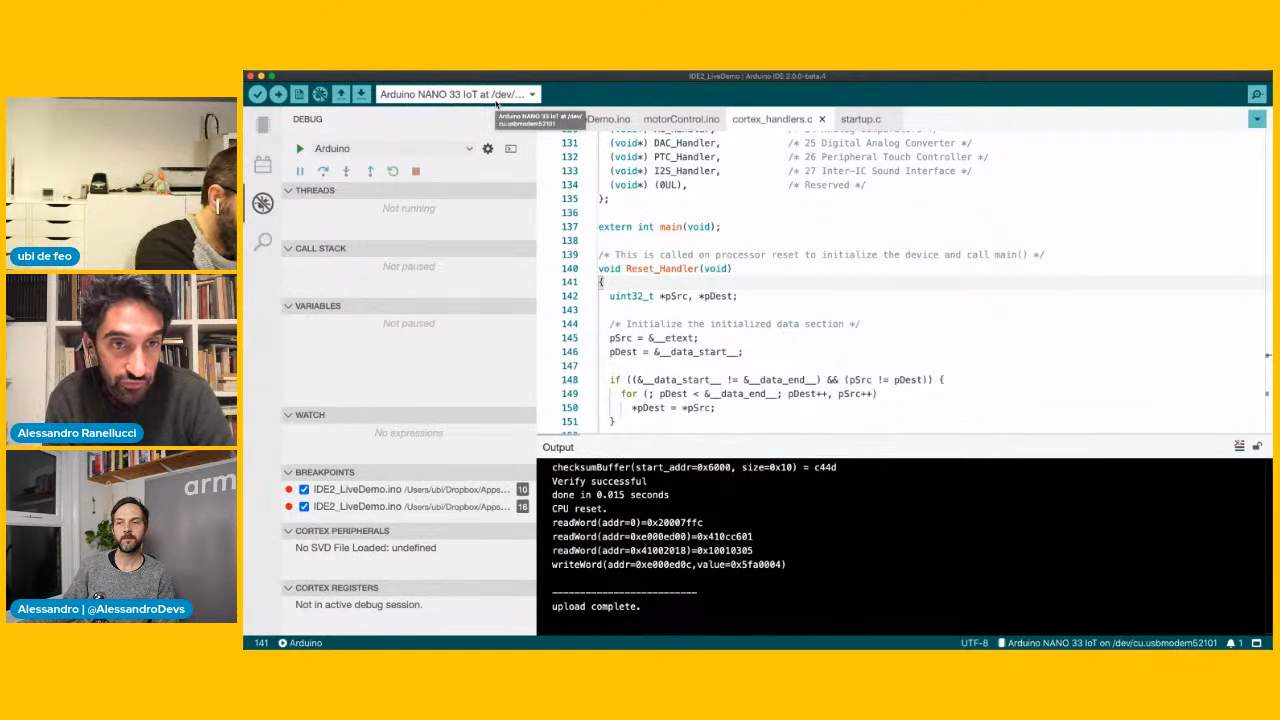 ubi de feo
Alessandro Ranellucci
arm
Alessandro | @AlessandroDevs
IDE2_LiveDemo | Arduino IDE 2.0.0-beta.4
Arduino NANO 33 IoT at /dev/...
Arduino NANO 33 IoT at /dev/
cu.usbmodem52101
DEBUG
Arduino
THREADS
Not running
CALL STACK
Not paused
VARIABLES
Not paused
WATCH
No expressions
BREAKPOINTS
IDE2_LiveDemo.ino /Users/ubi/Dropbox/Apps... 10
IDE2_LiveDemo.ino /Users/ubi/Dropbox/Apps... 16
CORTEX PERIPHERALS
No SVD File Loaded: undefined
CORTEX REGISTERS
Not in active debug session.
Demo.ino motorControl.ino cortex_handlers.c startup.c
131 (void*) DAC_Handler, /* 25 Digital Analog Converter */
132 (void*) PTC_Handler, /* 26 Peripheral Touch Controller */
133 (void*) I2S_Handler, /* 27 Inter-IC Sound Interface */
134 (void*) (0UL), /* Reserved */
135 };
136
137 extern int main(void);
138
139 /* This is called on processor reset to initialize the device and call main() */
140 void Reset_Handler(void)
141 {
142 uint32_t *pSrc, *pDest;
143
144 /* Initialize the initialized data section */
145 pSrc = &__etext;
146 pDest = &__data_start__;
147
148 if ((&__data_start__ != &__data_end__) && (pSrc != pDest)) {
149 for (; pDest < &__data_end__; pDest++, pSrc++)
150 *pDest = *pSrc;
151 }
Output
checksumBuffer(start_addr=0x6000, size=0x10) = c44d
Verify successful
done in 0.015 seconds
CPU reset.
readWord(addr=0)=0x20007ffc
readWord(addr=0xe000ed00)=0x410cc601
readWord(addr=0x41002018)=0x10010305
writeWord(addr=0xe000ed0c,value=0x5fa0004)
--------------------------
upload complete.
141 Arduino UTF-8 Arduino NANO 33 IoT on /dev/cu.usbmodem52101 1